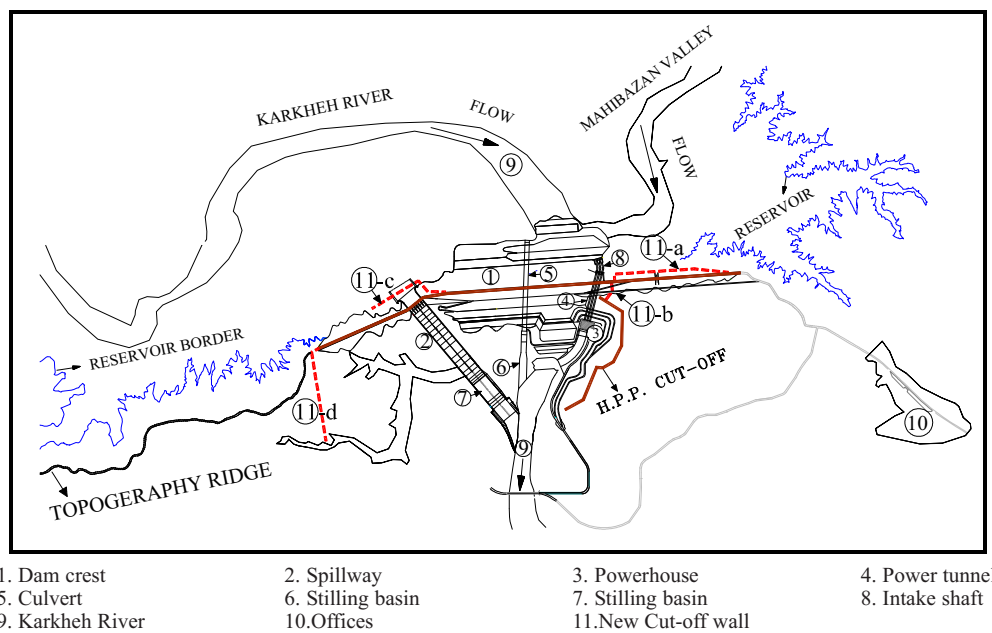 MAHIBAZAN VALLEY
KARKHEH RIVER
FLOW
9
FLOW
RESERVOIR
11-a
8
11-c
1
5
4
11-b
3
RESERVOIR BORDER
2
6
H.P.P. CUT-OFF
7
11-d
10
9
TOPOGERAPHY RIDGE
1. Dam crest 2. Spillway 3. Powerhouse 4. Power tunnel
5. Culvert 6. Stilling basin 7. Stilling basin 8. Intake shaft
9. Karkheh River 10.Offices 11.New Cut-off wall